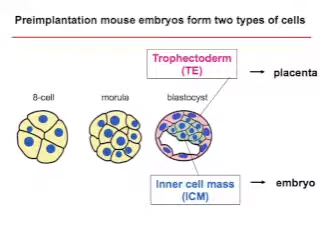 Preimplantation mouse embryos form two types of cells
Trophectoderm
(TE)
placenta
8-cell
morula
blastocyst
Inner cell mass
(ICM)
embryo